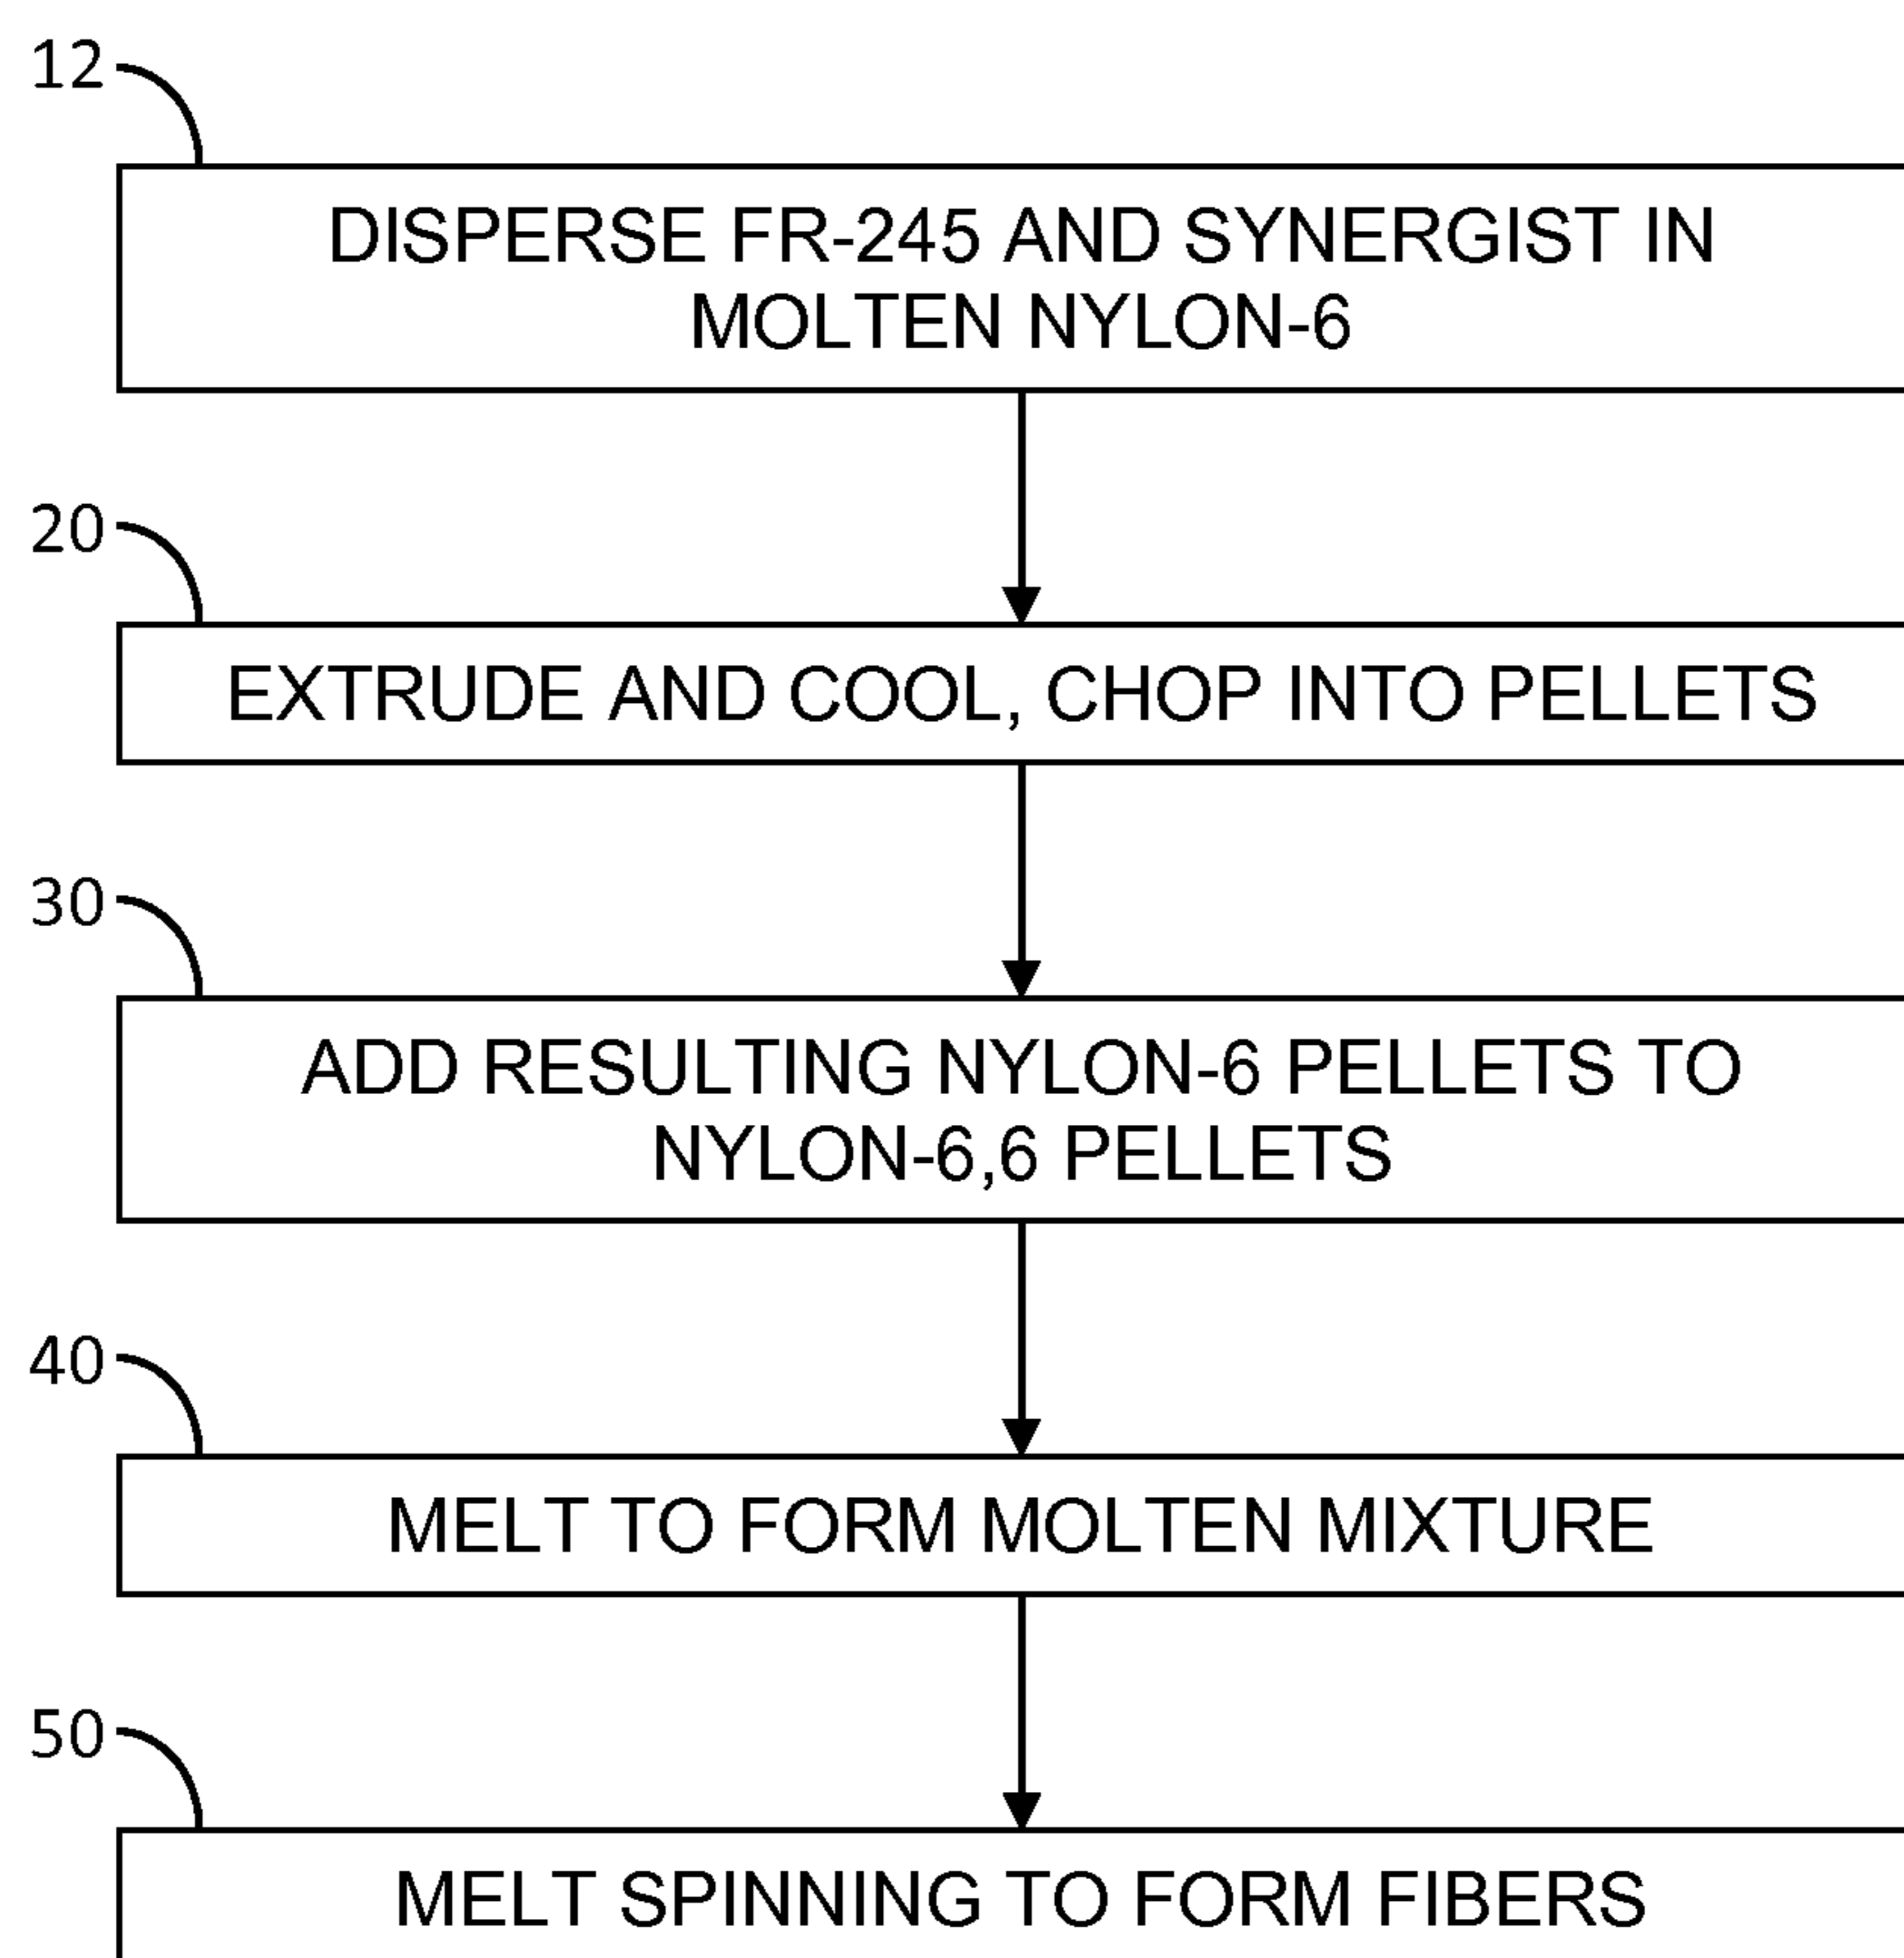 12
DISPERSE FR-245 AND SYNERGIST IN
MOLTEN NYLON-6
20
EXTRUDE AND COOL, CHOP INTO PELLETS
30
ADD RESULTING NYLON-6 PELLETS TO
NYLON-6,6 PELLETS
40
MELT TO FORM MOLTEN MIXTURE
50
MELT SPINNING TO FORM FIBERS